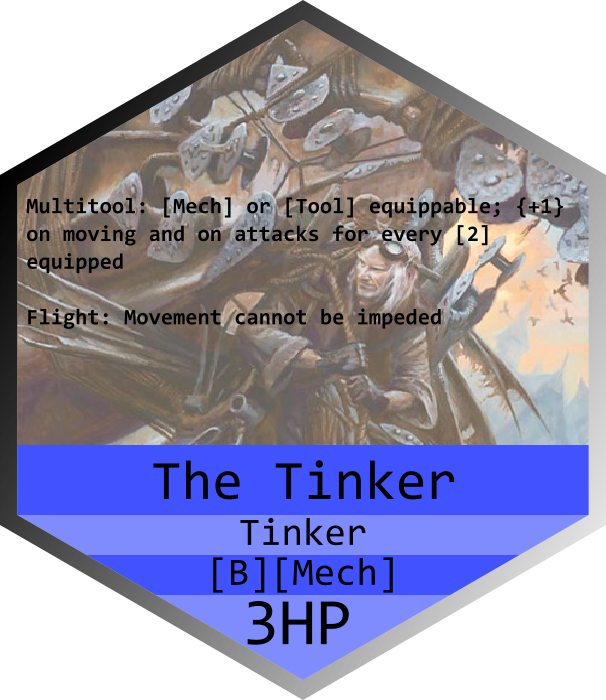 Multitool: [Mech] or [Tool] equippable; {+1}
on moving and on attacks for every [2]
equipped
Flight: Movement cannot be impeded
The Tinker
Tinker
[B][Mech]
3HP